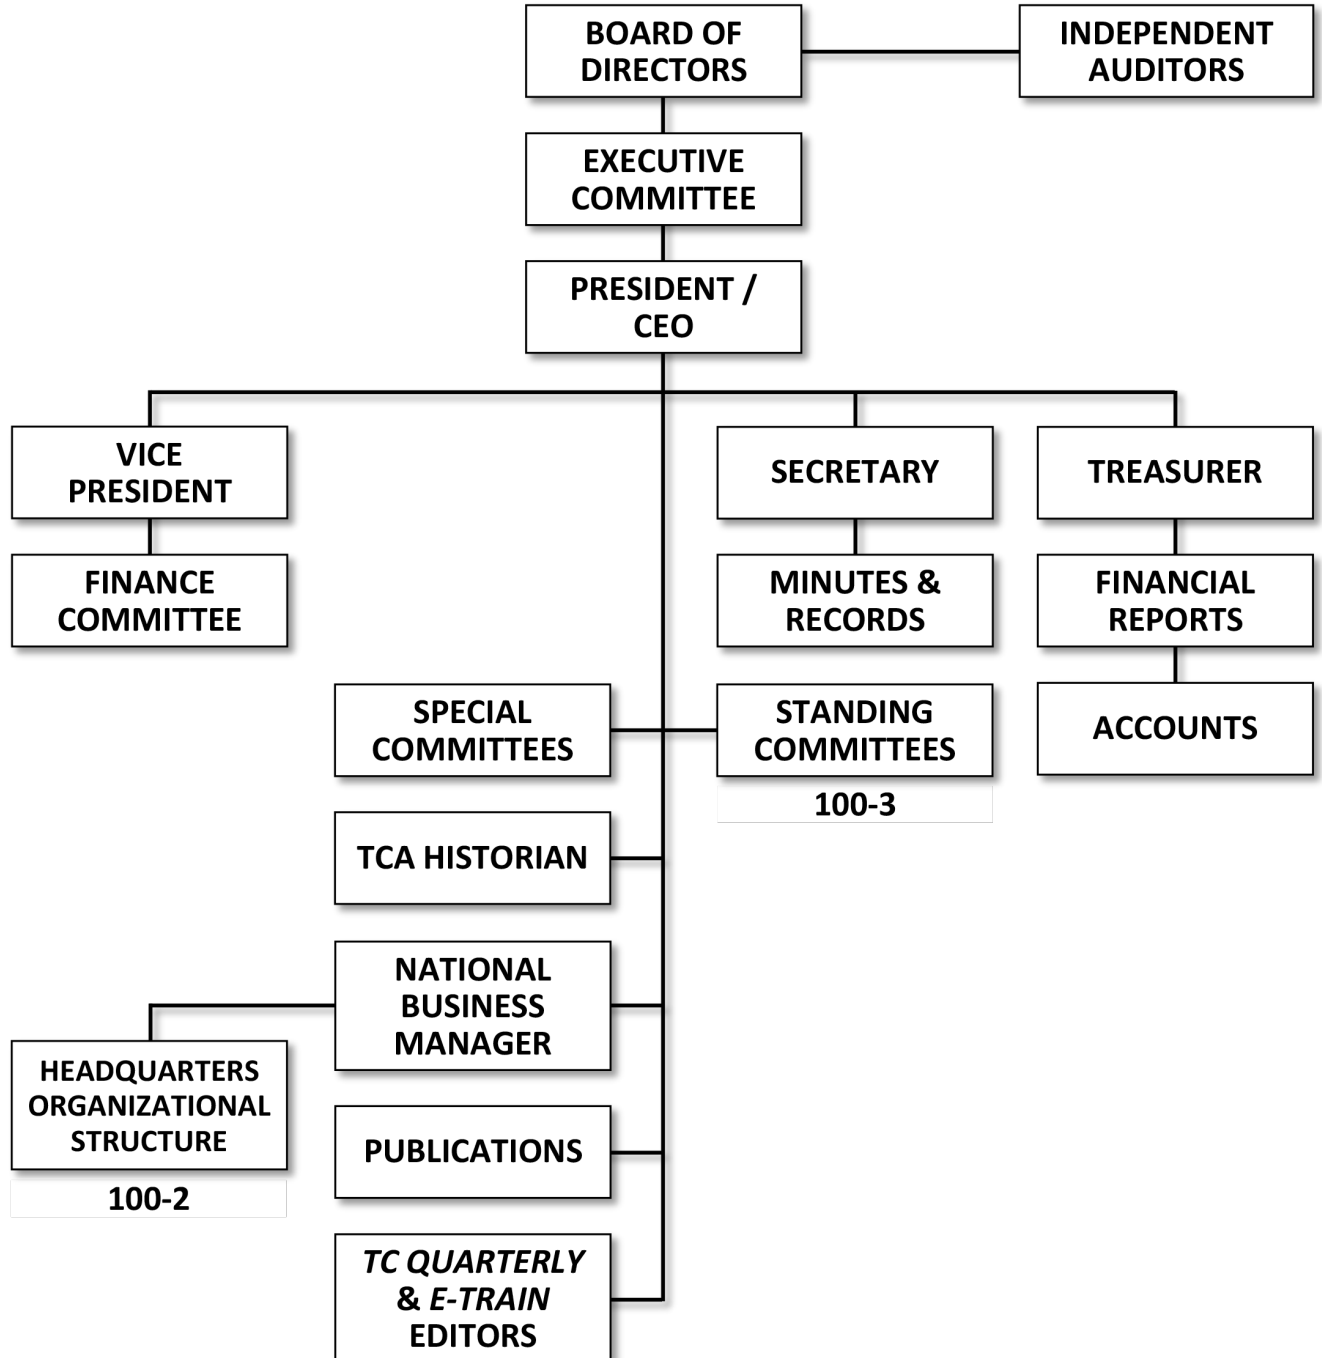 BOARD OF
DIRECTORS
INDEPENDENT
AUDITORS
EXECUTIVE
COMMITTEE
PRESIDENT /
CEO
VICE
PRESIDENT
SECRETARY
TREASURER
FINANCE
COMMITTEE
MINUTES &
RECORDS
FINANCIAL
REPORTS
SPECIAL
COMMITTEES
STANDING
COMMITTEES
100-3
ACCOUNTS
TCA HISTORIAN
NATIONAL
BUSINESS
MANAGER
HEADQUARTERS
ORGANIZATIONAL
STRUCTURE
100-2
PUBLICATIONS
TC QUARTERLY
& E-TRAIN
EDITORS